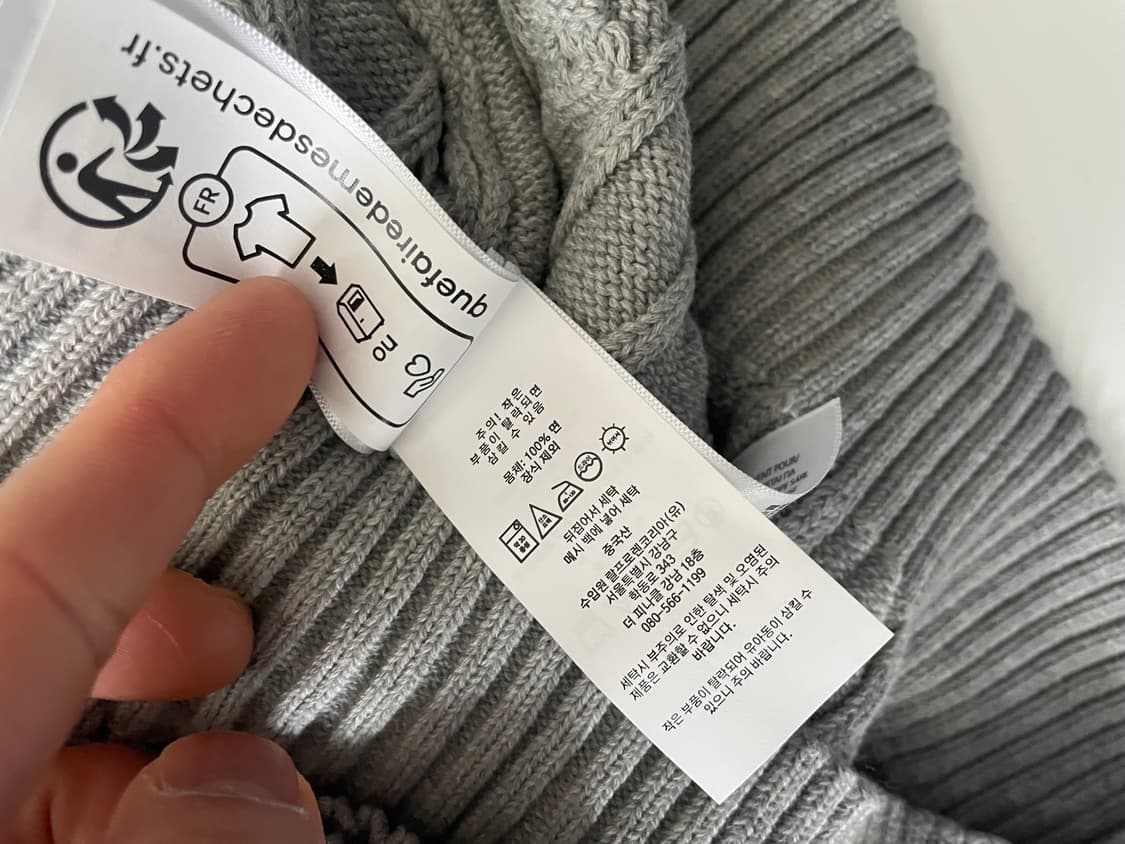 quefairedemesdechets.fr
FR
ou
주의! 작은
부품이 탈락되면
삼킬 수 있음
몸체: 100% 면
장식 제외
뒤집어서 세탁
메시 백에 넣어 세탁
중국산
수입원 랄프로렌코리아(유)
서울특별시 강남구
학동로 343
더 피나클 강남 18층
080-566-1199
세탁시 부주의로 인한 탈색 및 오염된
제품은 교환할 수 없으니 세탁시 주의
바랍니다.
작은 부품이 탈락되어 유아동이 삼킬 수
있으니 주의 바랍니다.